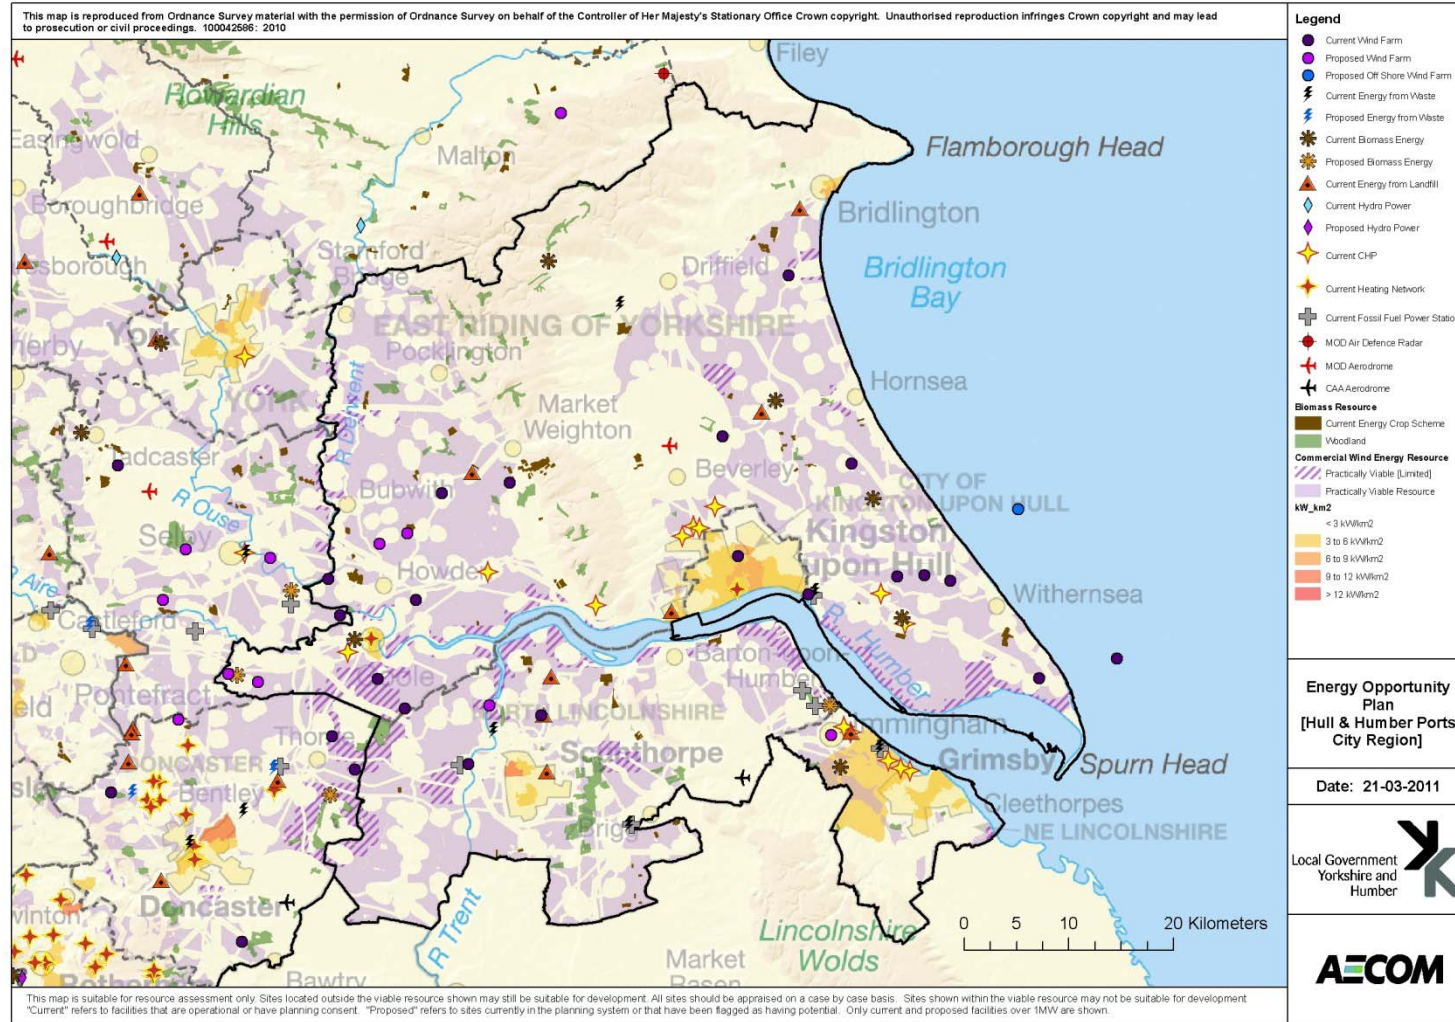 This map is reproduced from Ordnance Survey material with the permission of Ordnance Survey on behalf of the Controller of Her Majesty's Stationary Office Crown copyright. Unauthorised reproduction infringes Crown copyright and may lead
to prosecution or civil proceedings. 100042586: 2010
Filey
Howardian
Hills
Easingwold
Malton
Flamborough Head
Boroughbridge
Bridlington
Stamford
Bridge
resborough
Driffield
Bridlington
Bay
York
EAST RIDING OF YORKSHIRE
herby
Pocklington
Hornsea
YORK
R Derwent
Market
Weighton
Tadcaster
Beverley
CITY OF
KINGSTON UPON HULL
Bubwith
R Ouse
Kingston
upon Hull
Selby
Howden
Withernsea
Aire
Castleford
R. Humber
Barton-upon-
Humber
Goole
Pontefract
eld
NORTH LINCOLNSHIRE
Immingham
Thorne
Scunthorpe
Grimsby
Spurn Head
DONCASTER
sley
Bentley
Cleethorpes
Brigg
NE LINCOLNSHIRE
Doncaster
winton
R Trent
Lincolnshire
Wolds
0 5 10 20 Kilometers
Market
Rasen
Bawtry
Rotherha
Legend
Current Wind Farm
Proposed Wind Farm
Proposed Off Shore Wind Farm
Current Energy from Waste
Proposed Energy from Waste
Current Biomass Energy
Proposed Biomass Energy
Current Energy from Landfill
Current Hydro Power
Proposed Hydro Power
Current CHP
Current Heating Network
Current Fossil Fuel Power Statio
MOD Air Defence Radar
MOD Aerodrome
CAA Aerodrome
Biomass Resource
Current Energy Crop Scheme
Woodland
Commercial Wind Energy Resource
Practically Viable [Limited]
Practically Viable Resource
kW_km2
< 3 kW/km2
3 to 6 kW/km2
6 to 9 kW/km2
9 to 12 kW/km2
> 12 kW/km2
Energy Opportunity
Plan
[Hull & Humber Ports
City Region]
Date: 21-03-2011
Local Government
Yorkshire and
Humber
AECOM
This map is suitable for resource assessment only. Sites located outside the viable resource shown may still be suitable for development. All sites should be appraised on a case by case basis. Sites shown within the viable resource may not be suitable for development
"Current" refers to facilities that are operational or have planning consent. "Proposed" refers to sites currently in the planning system or that have been flagged as having potential. Only current and proposed facilities over 1MW are shown.